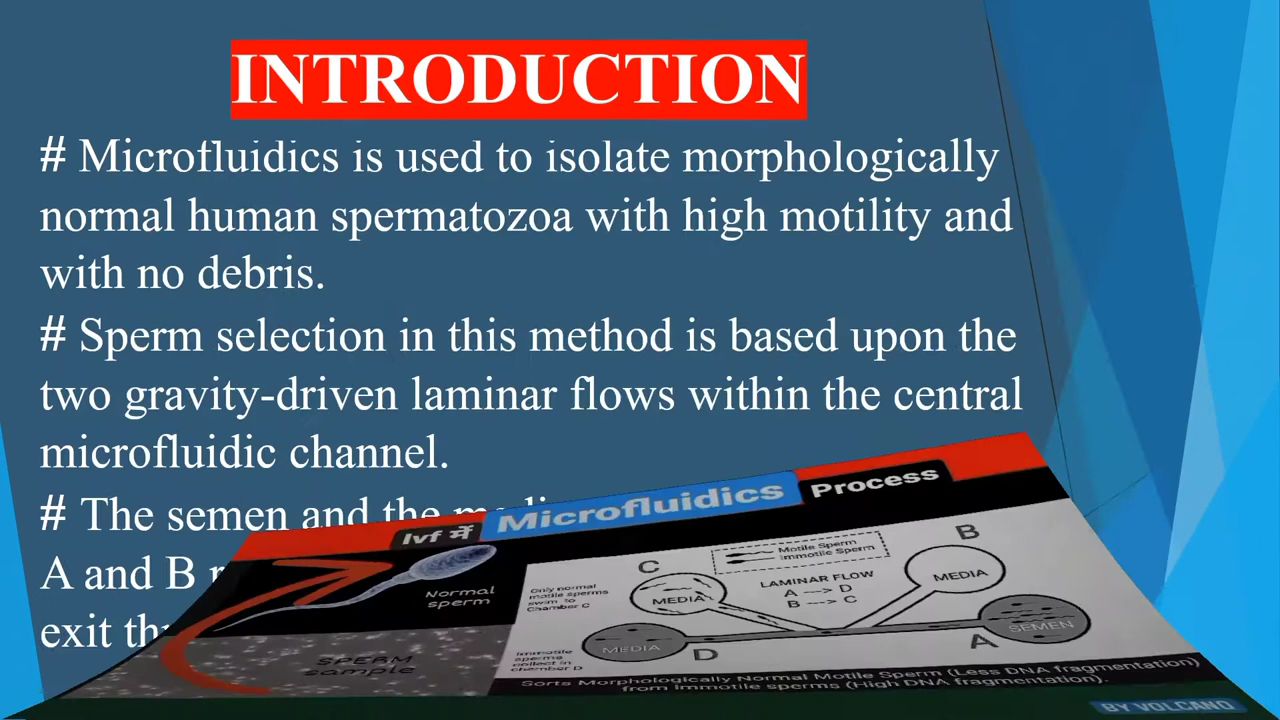 INTRODUCTION
# Microfluidics is used to isolate morphologically
normal human spermatozoa with high motility and
with no debris.
# Sperm selection in this method is based upon the
two gravity-driven laminar flows within the central
microfluidic channel.
# The semen and the
A and B
exit
Ivf में Microfluidics Process
Normal
sperm
SPERM
sample
Only normal
motile sperms
swim to
Chamber C
Immotile
sperms
collect in
chamber D
Motile Sperm
Immotile Sperm
LAMINAR FLOW
A ---> D
B ---> C
C
MEDIA
B
MEDIA
MEDIA
D
A
SEMEN
Sorts Morphologically Normal Motile Sperm (Less DNA fragmentation)
from immotile sperms (High DNA fragmentation).
BY VOLCANO